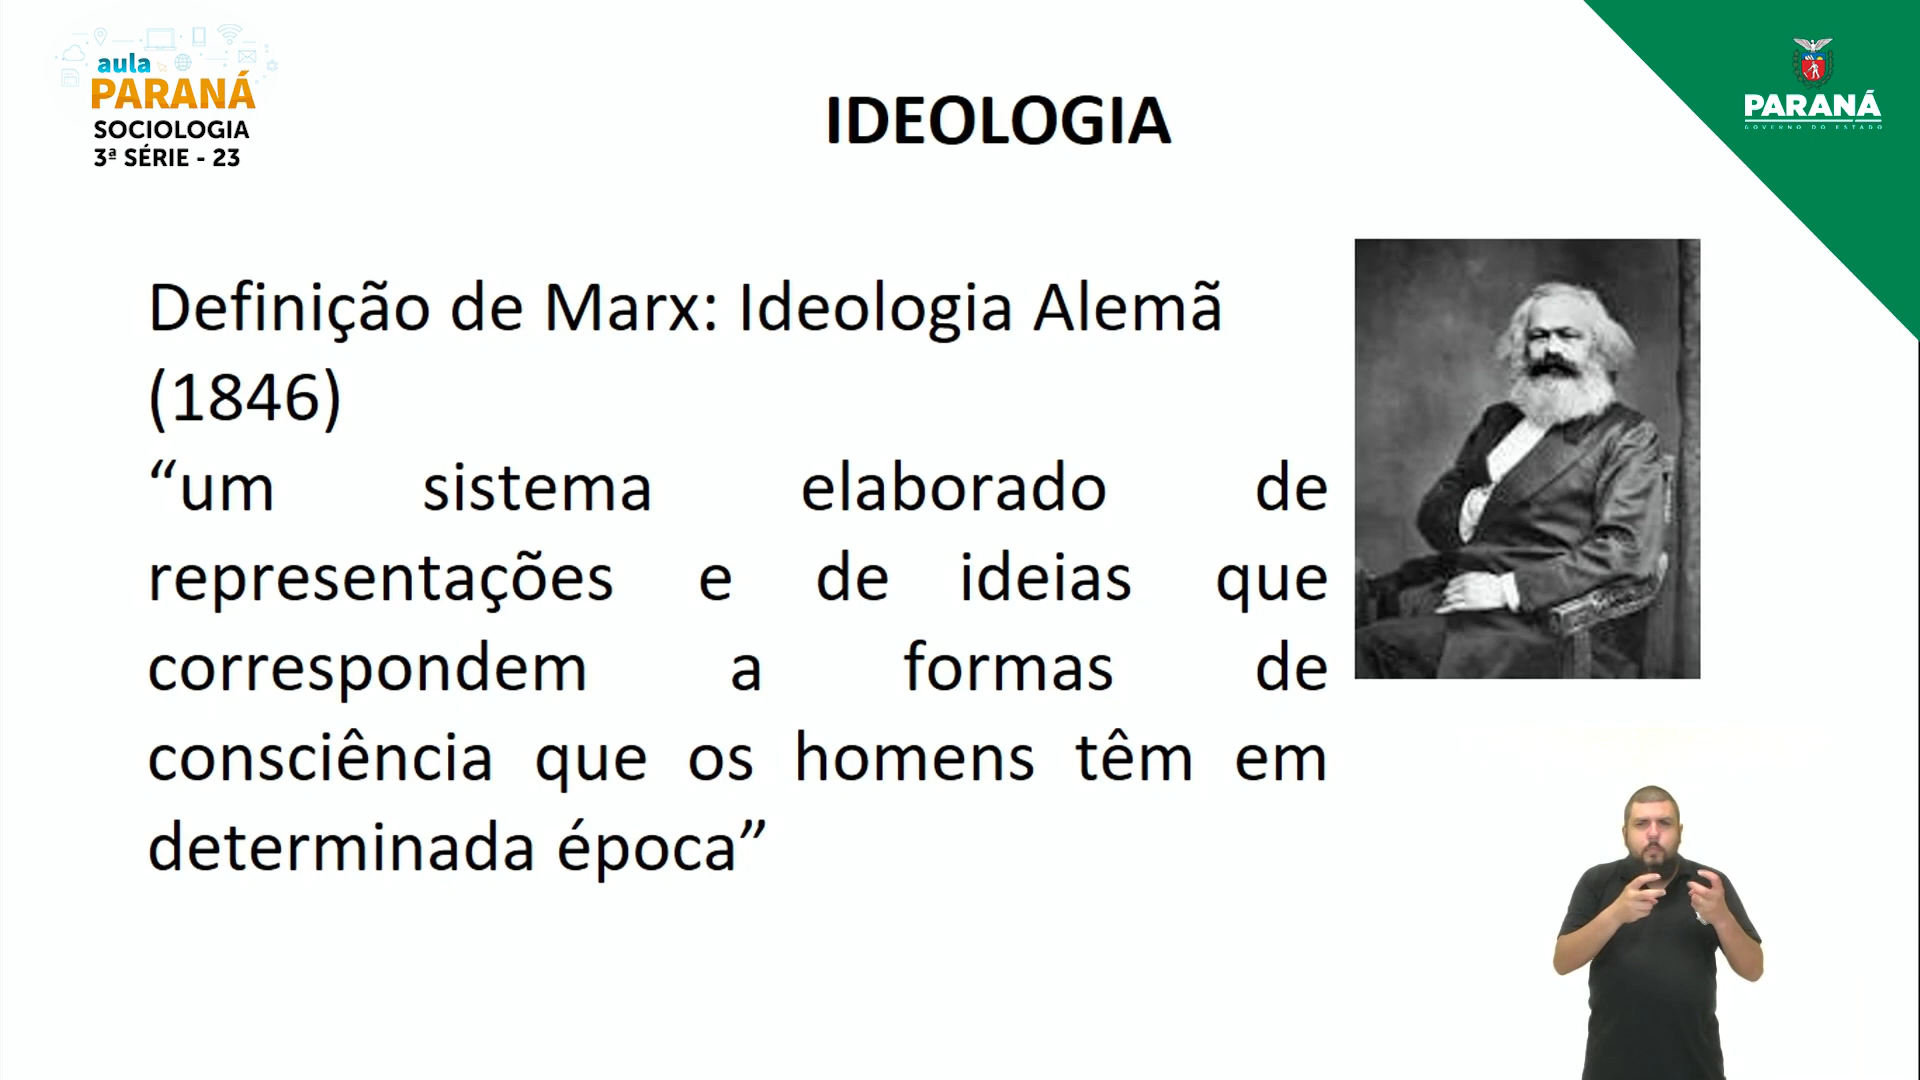 aula
PARANÁ
SOCIOLOGIA
3ª SÉRIE - 23
IDEOLOGIA
PARANÁ
GOVERNO DO ESTADO
Definição de Marx: Ideologia Alemã
(1846)
“um sistema elaborado de
representações e de ideias que
correspondem a formas de
consciência que os homens têm em
determinada época”